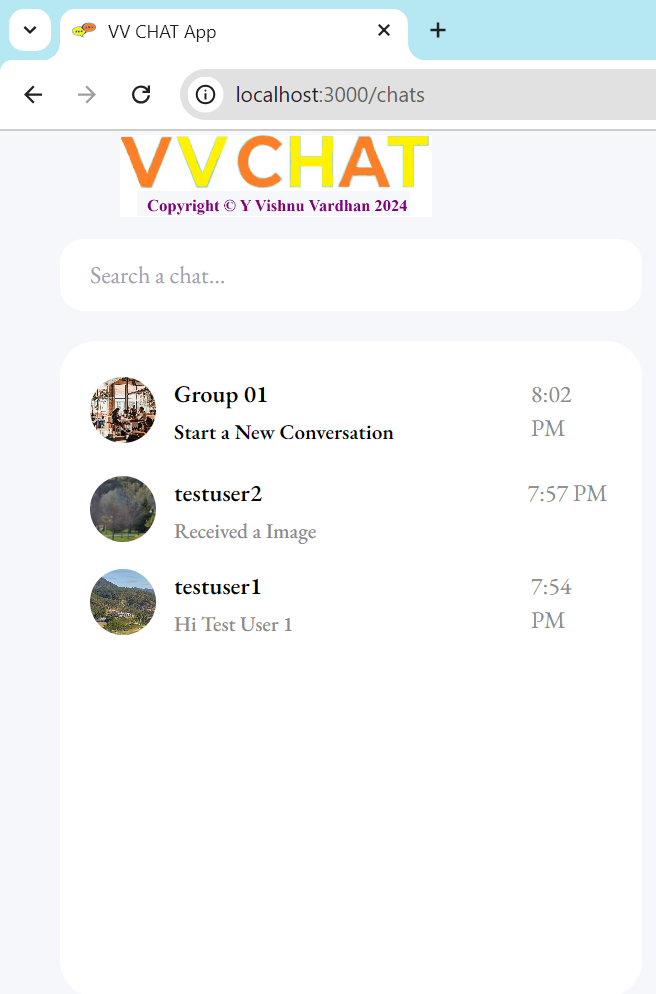 VV CHAT App
localhost:3000/chats
VVCHAT
Copyright © Y Vishnu Vardhan 2024
Search a chat...
Group 01
8:02
PM
Start a New Conversation
testuser2
7:57 PM
Received a Image
testuser1
7:54
PM
Hi Test User 1